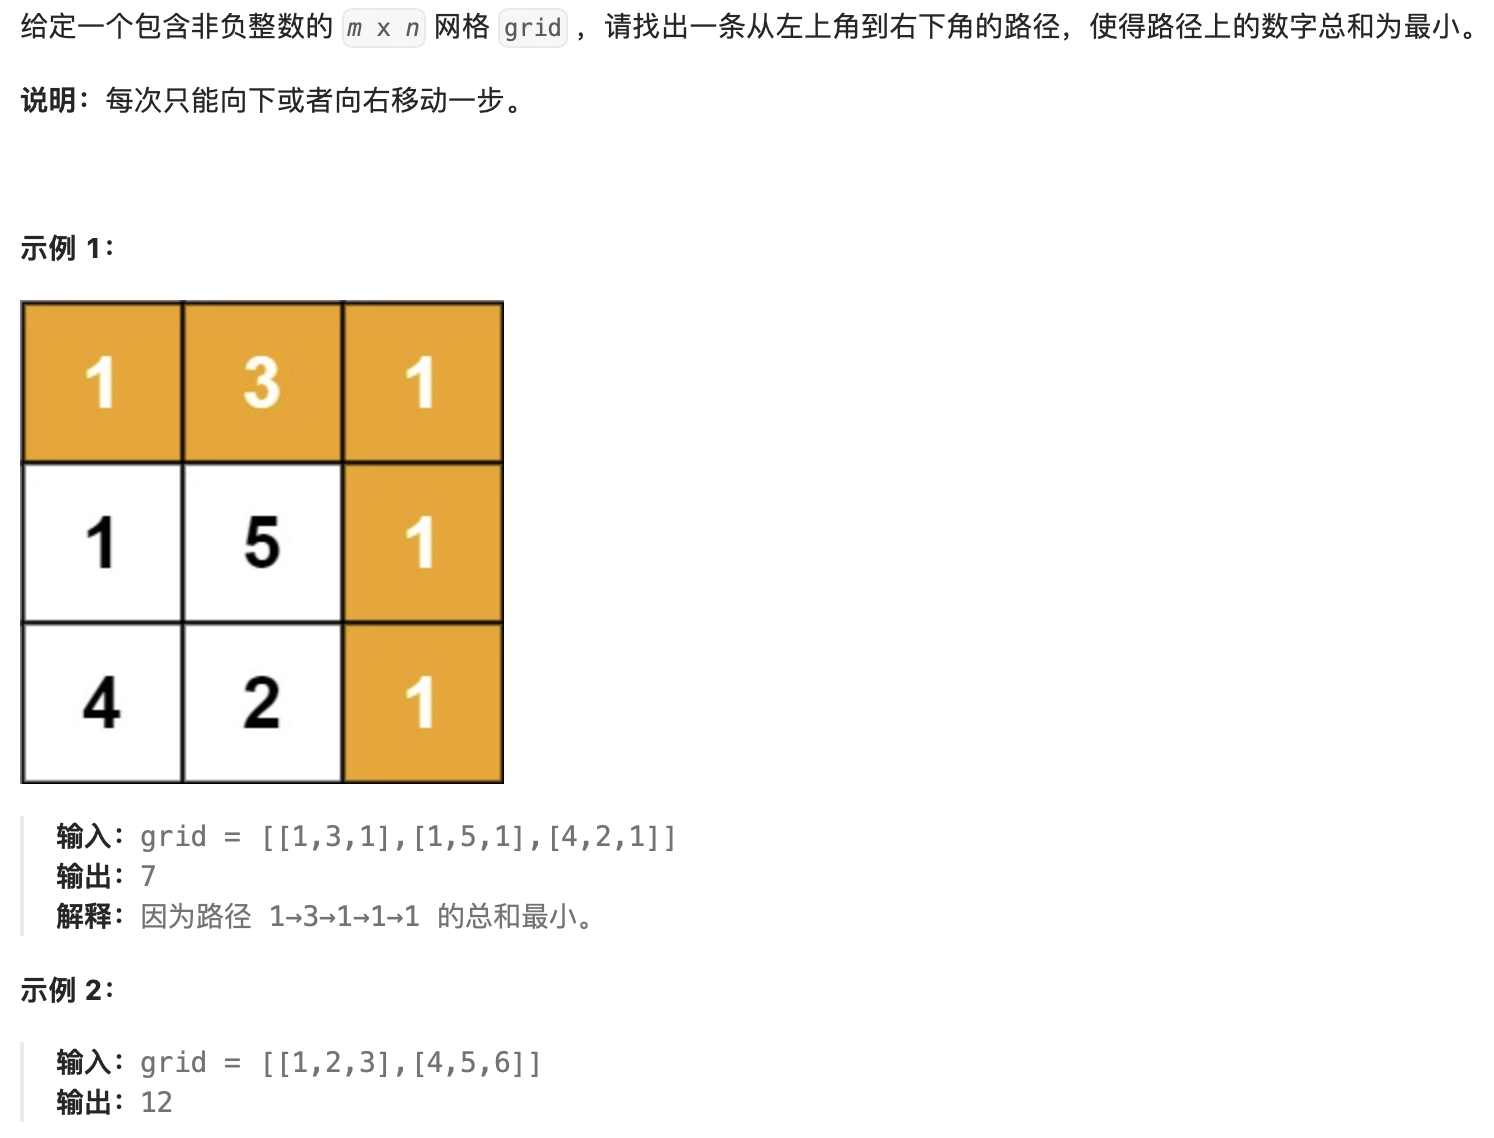 给定一个包含非负整数的 m x n 网格 grid ，请找出一条从左上角到右下角的路径，使得路径上的数字总和为最小。
说明：每次只能向下或者向右移动一步。
示例 1：
1 3 1
1 5 1
4 2 1
输入：grid = [[1,3,1],[1,5,1],[4,2,1]]
输出：7
解释：因为路径 1→3→1→1→1 的总和最小。
示例 2：
输入：grid = [[1,2,3],[4,5,6]]
输出：12